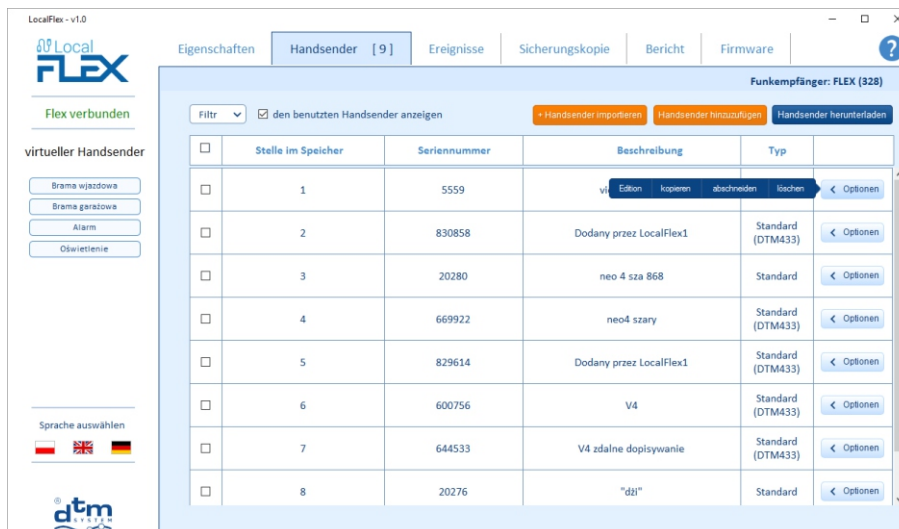 LocalFlex - v1.0
Local
FLEX
Eigenschaften
Handsender [9]
Ereignisse
Sicherungskopie
Bericht
Firmware
?
Funkempfänger: FLEX (328)
Flex verbunden
Filtr
den benutzten Handsender anzeigen
+ Handsender importieren
Handsender hinzuzufügen
Handsender herunterladen
virtueller Handsender
Brama wjazdowa
Brama garażowa
Alarm
Oświetlenie
Stelle im Speicher Seriennummer Beschreibung Typ
1 5559 Edition kopieren abschneiden löschen Optionen
2 830858 Dodany przez LocalFlex1 Standard (DTM433) Optionen
3 20280 neo 4 sza 868 Standard Optionen
4 669922 neo4 szary Standard (DTM433) Optionen
5 829614 Dodany przez LocalFlex1 Standard (DTM433) Optionen
6 600756 V4 Standard (DTM433) Optionen
7 644533 V4 zdalne dopisywanie Standard (DTM433) Optionen
8 20276 "dżi" Standard Optionen
Sprache auswählen
dtm
SYSTEM